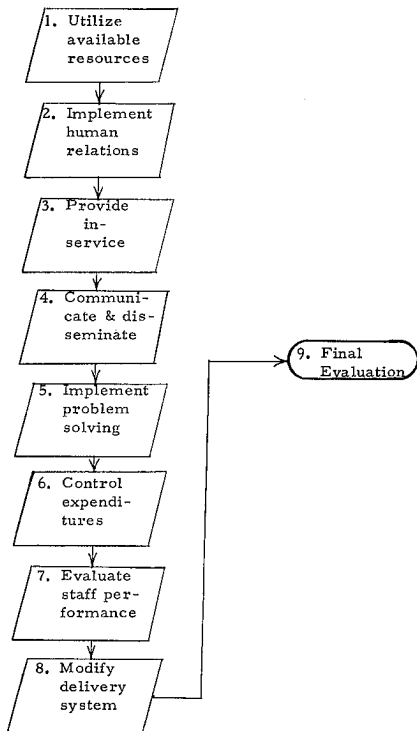 1. Utilize
available
resources
2. Implement
human
relations
3. Provide
in-
service
4. Communi-
cate & dis-
seminate
5. Implement
problem
solving
6. Control
expendi-
tures
7. Evaluate
staff per-
formance
8. Modify
delivery
system
9. Final
Evaluation